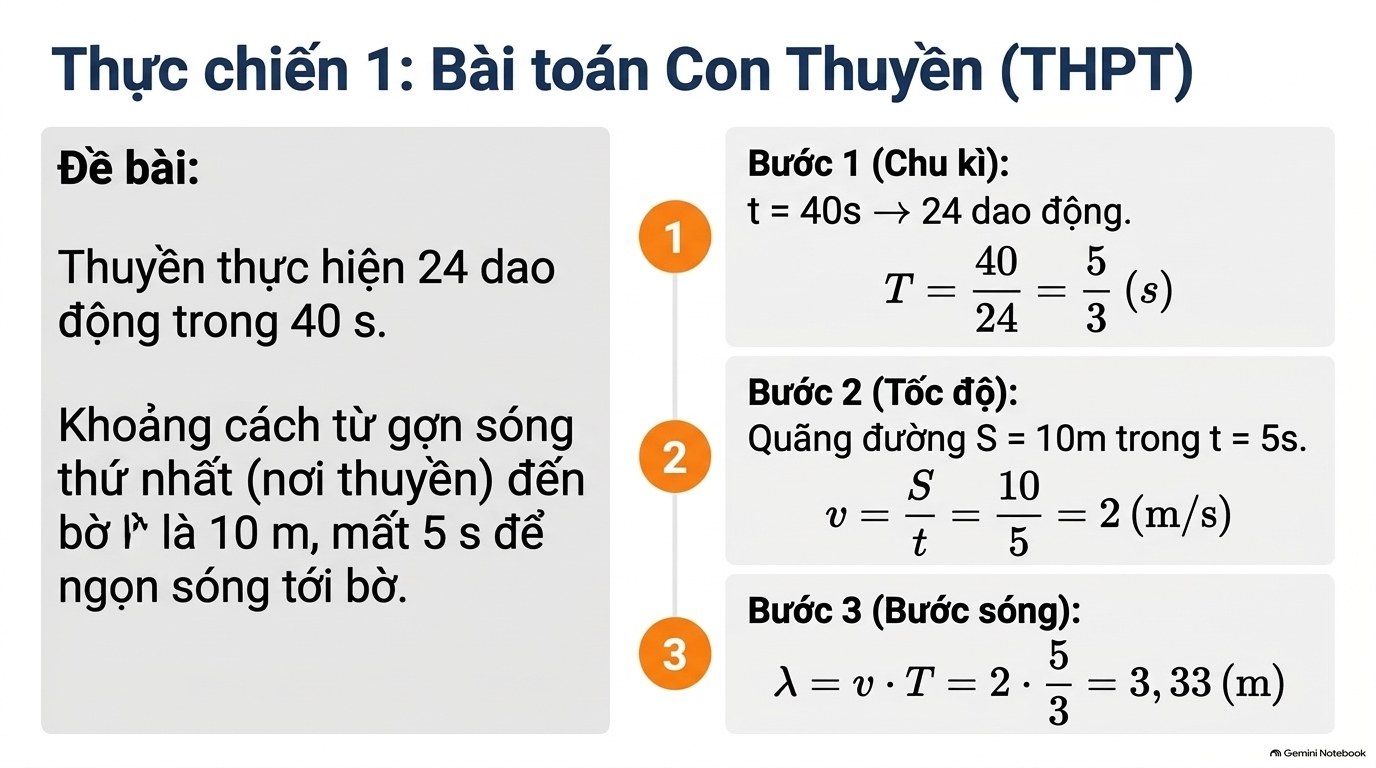 Thực chiến 1: Bài toán Con Thuyền (THPT)
Đề bài:
Thuyền thực hiện 24 dao
động trong 40 s.
Khoảng cách từ gợn sóng
thứ nhất (nơi thuyền) đến
bờ là 10 m, mất 5 s để
ngọn sóng tới bờ.
1
Bước 1 (Chu kì):
t = 40s → 24 dao động.
T = 40/24 = 5/3 (s)
2
Bước 2 (Tốc độ):
Quãng đường S = 10m trong t = 5s.
v = S/t = 10/5 = 2 (m/s)
3
Bước 3 (Bước sóng):
λ = v · T = 2 · 5/3 = 3,33 (m)
Gemini Notebook